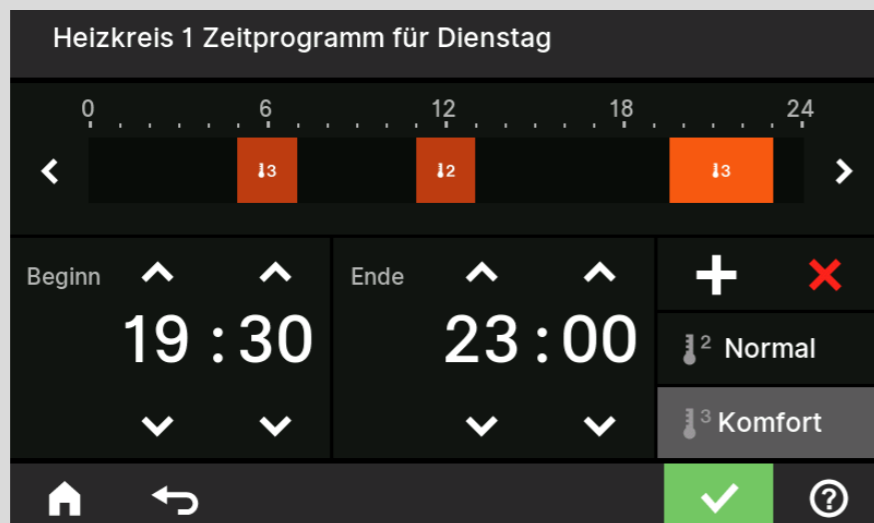 Heizkreis 1 Zeitprogramm für Dienstag
0 6 12 18 24
3 2 3
Beginn Ende
19 : 30 23 : 00
2 Normal
3 Komfort